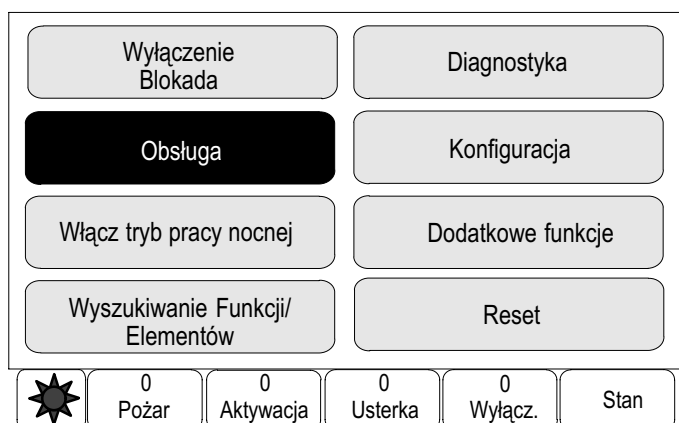 Wyłączenie
Blokada
Diagnostyka
Obsługa
Konfiguracja
Włącz tryb pracy nocnej
Dodatkowe funkcje
Wyszukiwanie Funkcji/
Elementów
Reset
0
Pożar
0
Aktywacja
0
Usterka
0
Wyłącz.
Stan